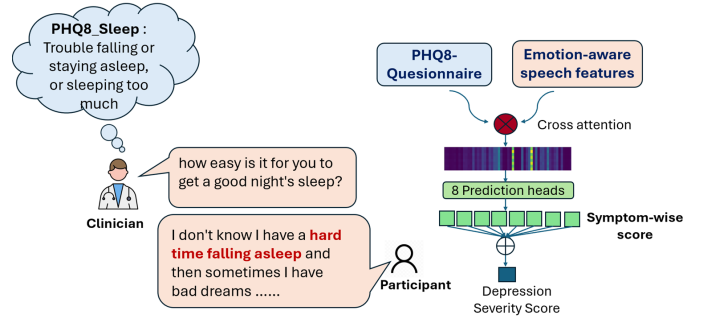 PHQ8_Sleep :
Trouble falling or
staying asleep,
or sleeping too
much
Clinician
how easy is it for you to
get a good night's sleep?
I don't know I have a hard
time falling asleep and
then sometimes I have
bad dreams ......
Participant
PHQ8-
Quesionnaire
Emotion-aware
speech features
Cross attention
8 Prediction heads
Symptom-wise
score
Depression
Severity Score